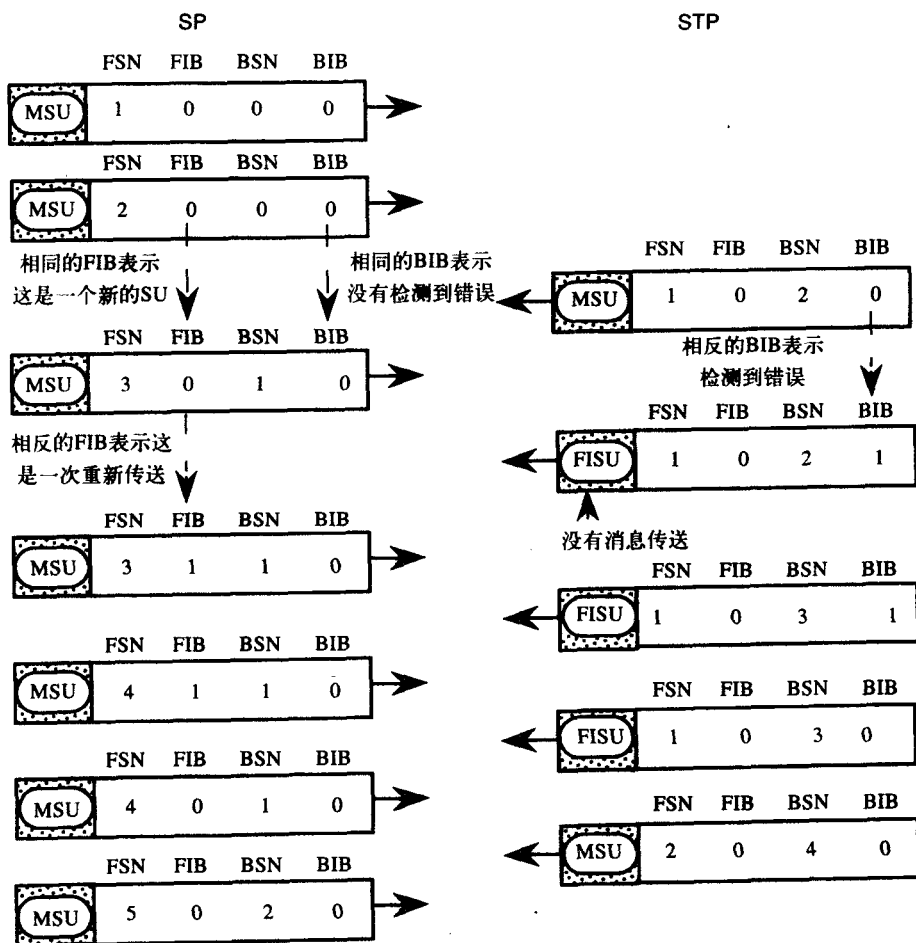 SP
FSN FIB BSN BIB
MSU 1 0 0 0
FSN FIB BSN BIB
MSU 2 0 0 0
相同的FIB表示
这是一个新的SU
相同的BIB表示
没有检测到错误
FSN FIB BSN BIB
MSU 3 0 1 0
相反的FIB表示这
是一次重新传送
FSN FIB BSN BIB
MSU 3 1 1 0
FSN FIB BSN BIB
MSU 4 1 1 0
FSN FIB BSN BIB
MSU 4 0 1 0
FSN FIB BSN BIB
MSU 5 0 2 0
STP
FSN FIB BSN BIB
MSU 1 0 2 0
相反的BIB表示
检测到错误
FSN FIB BSN BIB
FISU 1 0 2 1
没有消息传送
FSN FIB BSN BIB
FISU 1 0 3 1
FSN FIB BSN BIB
FISU 1 0 3 0
FSN FIB BSN BIB
MSU 2 0 4 0